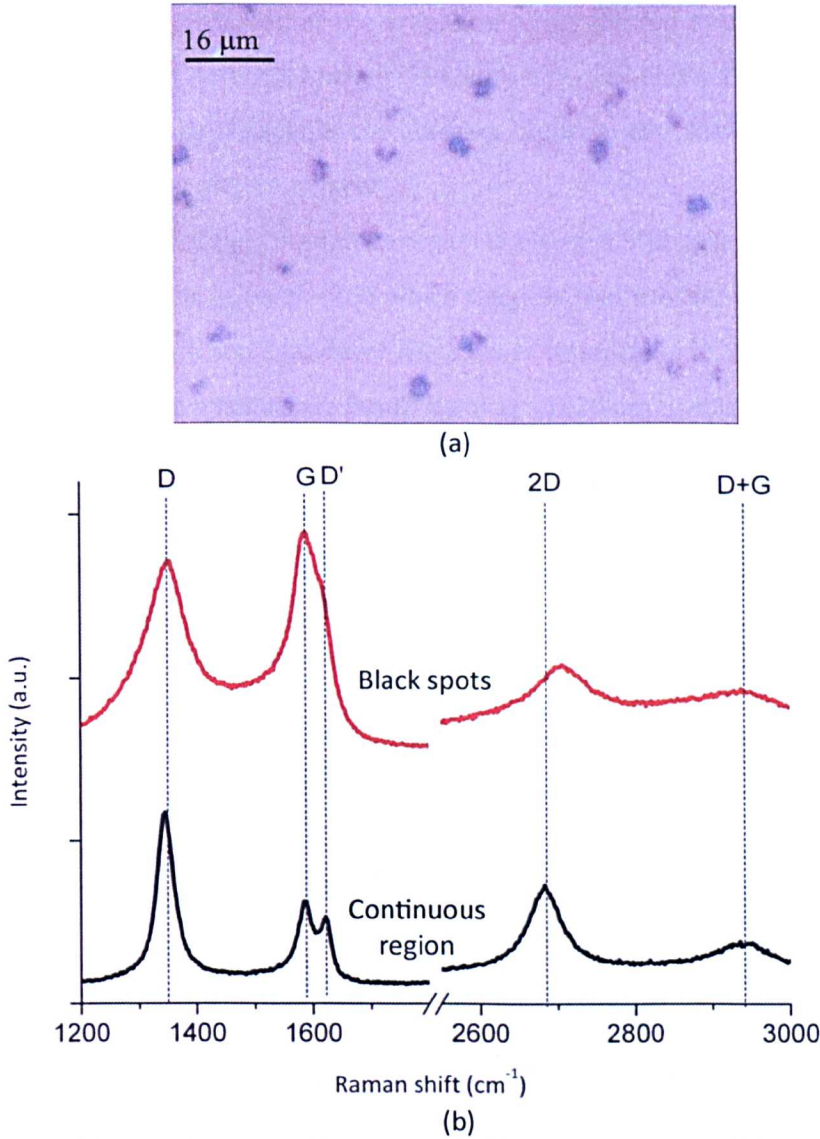 16 μm
(a)
D G D' 2D D+G
Black spots
Continuous
region
Intensity (a.u.)
1200 1400 1600 2600 2800 3000
Raman shift (cm⁻¹)
(b)